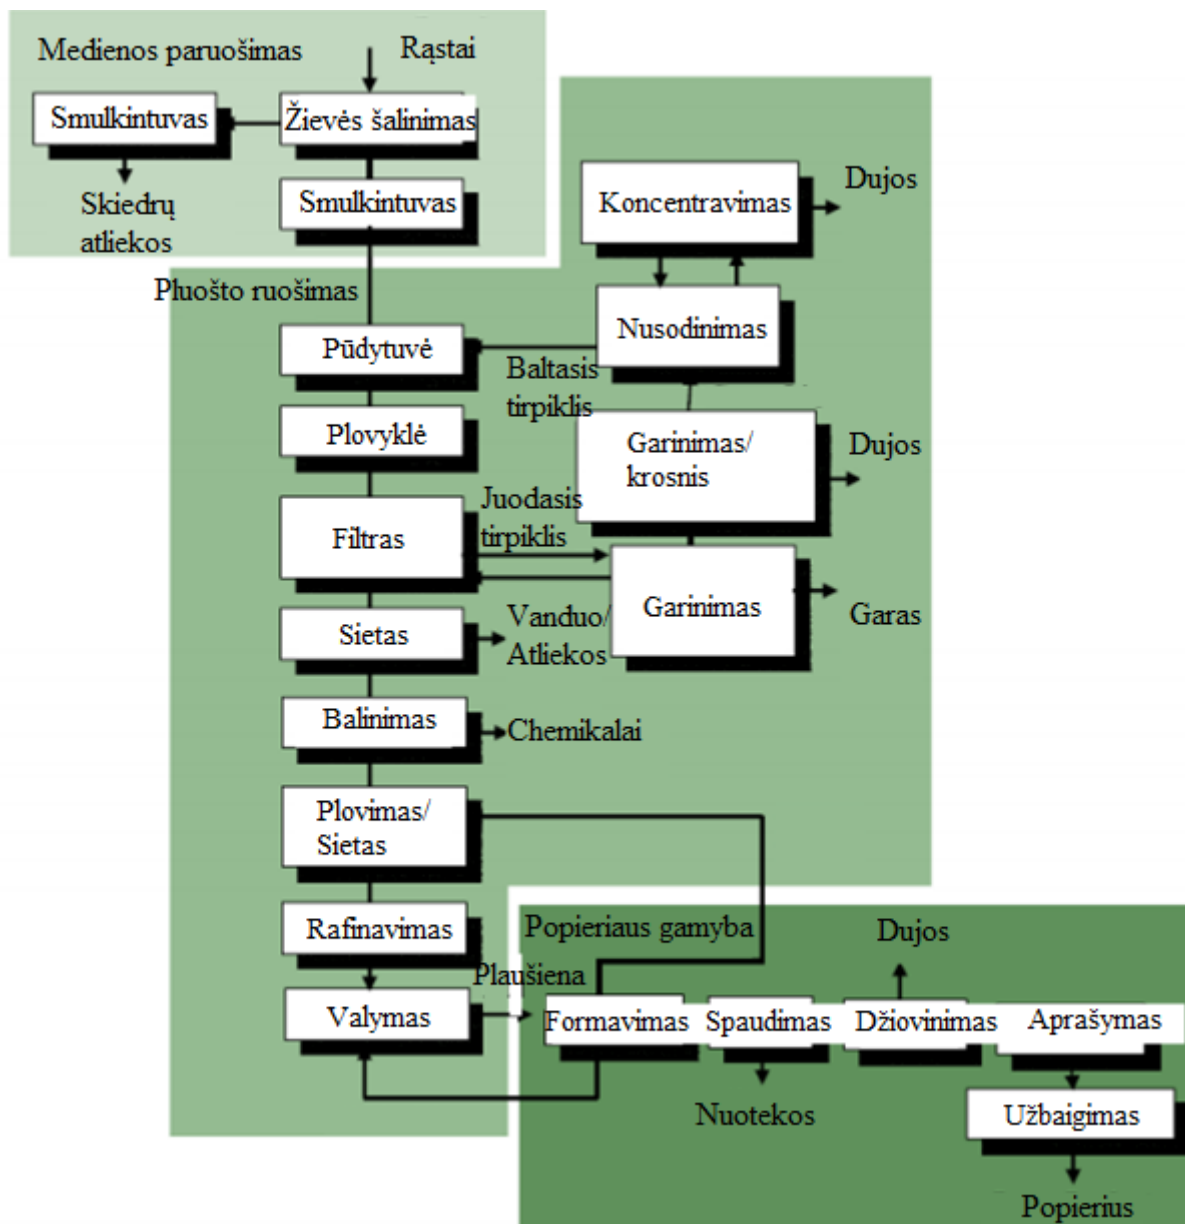 Medienos paruošimas
Rąstai
Smulkintuvas
Žievės šalinimas
Skiedrų
atliekos
Smulkintuvas
Koncentravimas
Dujos
Pluošto ruošimas
Nusodinimas
Pūdytuvė
Baltasis
tirpiklis
Plovyklė
Garinimas/
krosnis
Dujos
Juodasis
tirpiklis
Filtras
Garinimas
Garas
Sietas
Vanduo/
Atliekos
Balinimas
Chemikalai
Plovimas/
Sietas
Rafinavimas
Popieriaus gamyba
Dujos
Plaušiena
Valymas
Formavimas
Spaudimas
Džiovinimas
Aprašymas
Nuotekos
Užbaigimas
Popierius